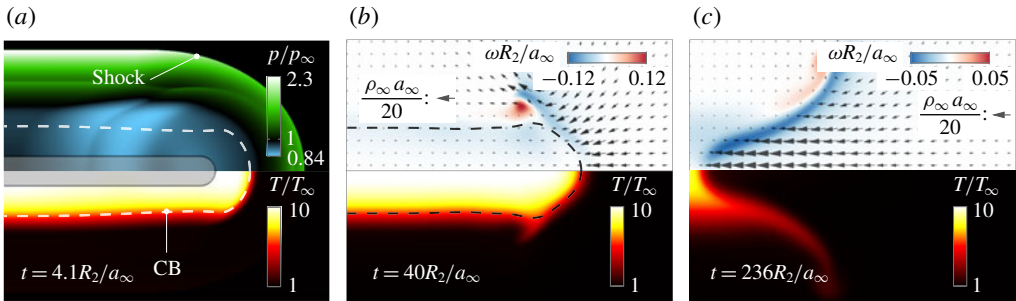 (a)
p/p∞
2.3
Shock
1
0.84
T/T∞
10
CB
t = 4.1R₂/a∞
1
(b)
ωR₂/a∞
−0.12 0.12
ρ∞ a∞
20 :
T/T∞
10
t = 40R₂/a∞
1
(c)
ωR₂/a∞
−0.05 0.05
ρ∞ a∞
20 :
T/T∞
10
t = 236R₂/a∞
1